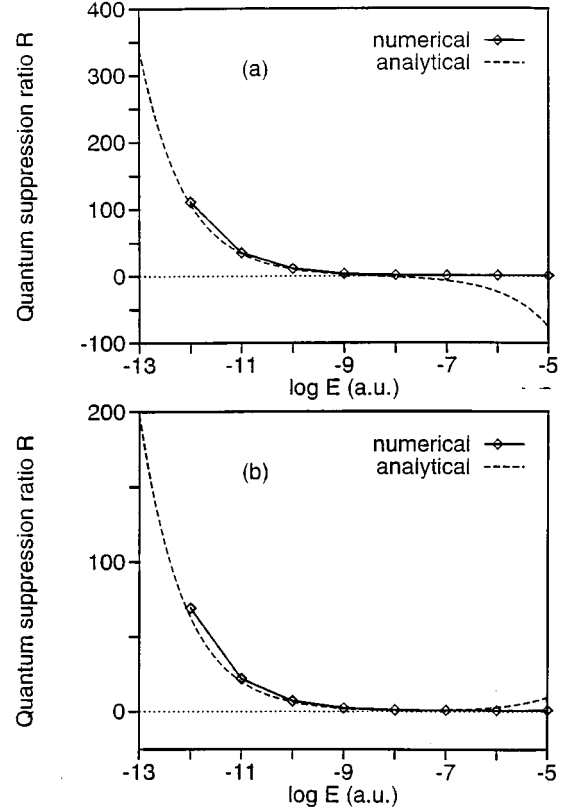 400
300
200
100
0
-100
Quantum suppression ratio R
numerical
analytical
(a)
-13
-11
-9
-7
-5
log E (a.u.)
200
100
0
Quantum suppression ratio R
numerical
analytical
(b)
-13
-11
-9
-7
-5
log E (a.u.)